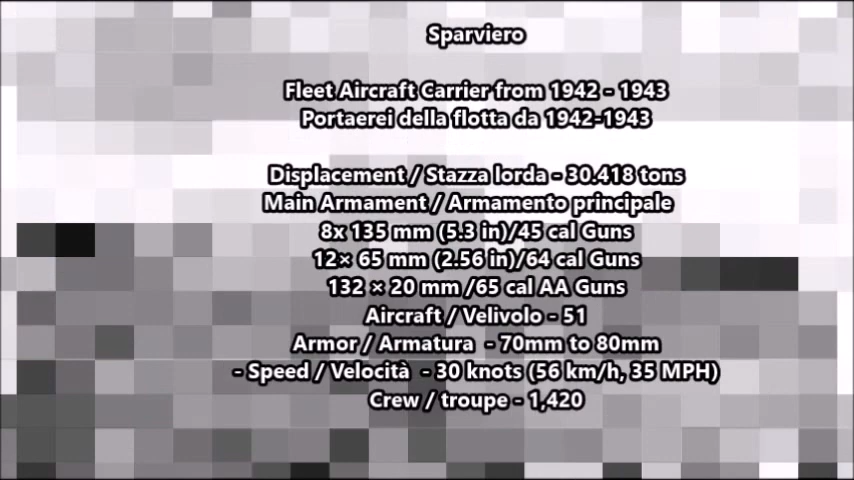 Sparviero
Fleet Aircraft Carrier from 1942 - 1943
Portaerei della flotta da 1942-1943
Displacement / Stazza lorda - 30.418 tons
Main Armament / Armamento principale
8x 135 mm (5.3 in)/45 cal Guns
12× 65 mm (2.56 in)/64 cal Guns
132 × 20 mm /65 cal AA Guns
Aircraft / Velivolo - 51
Armor / Armatura - 70mm to 80mm
- Speed / Velocità - 30 knots (56 km/h, 35 MPH)
Crew / troupe - 1,420